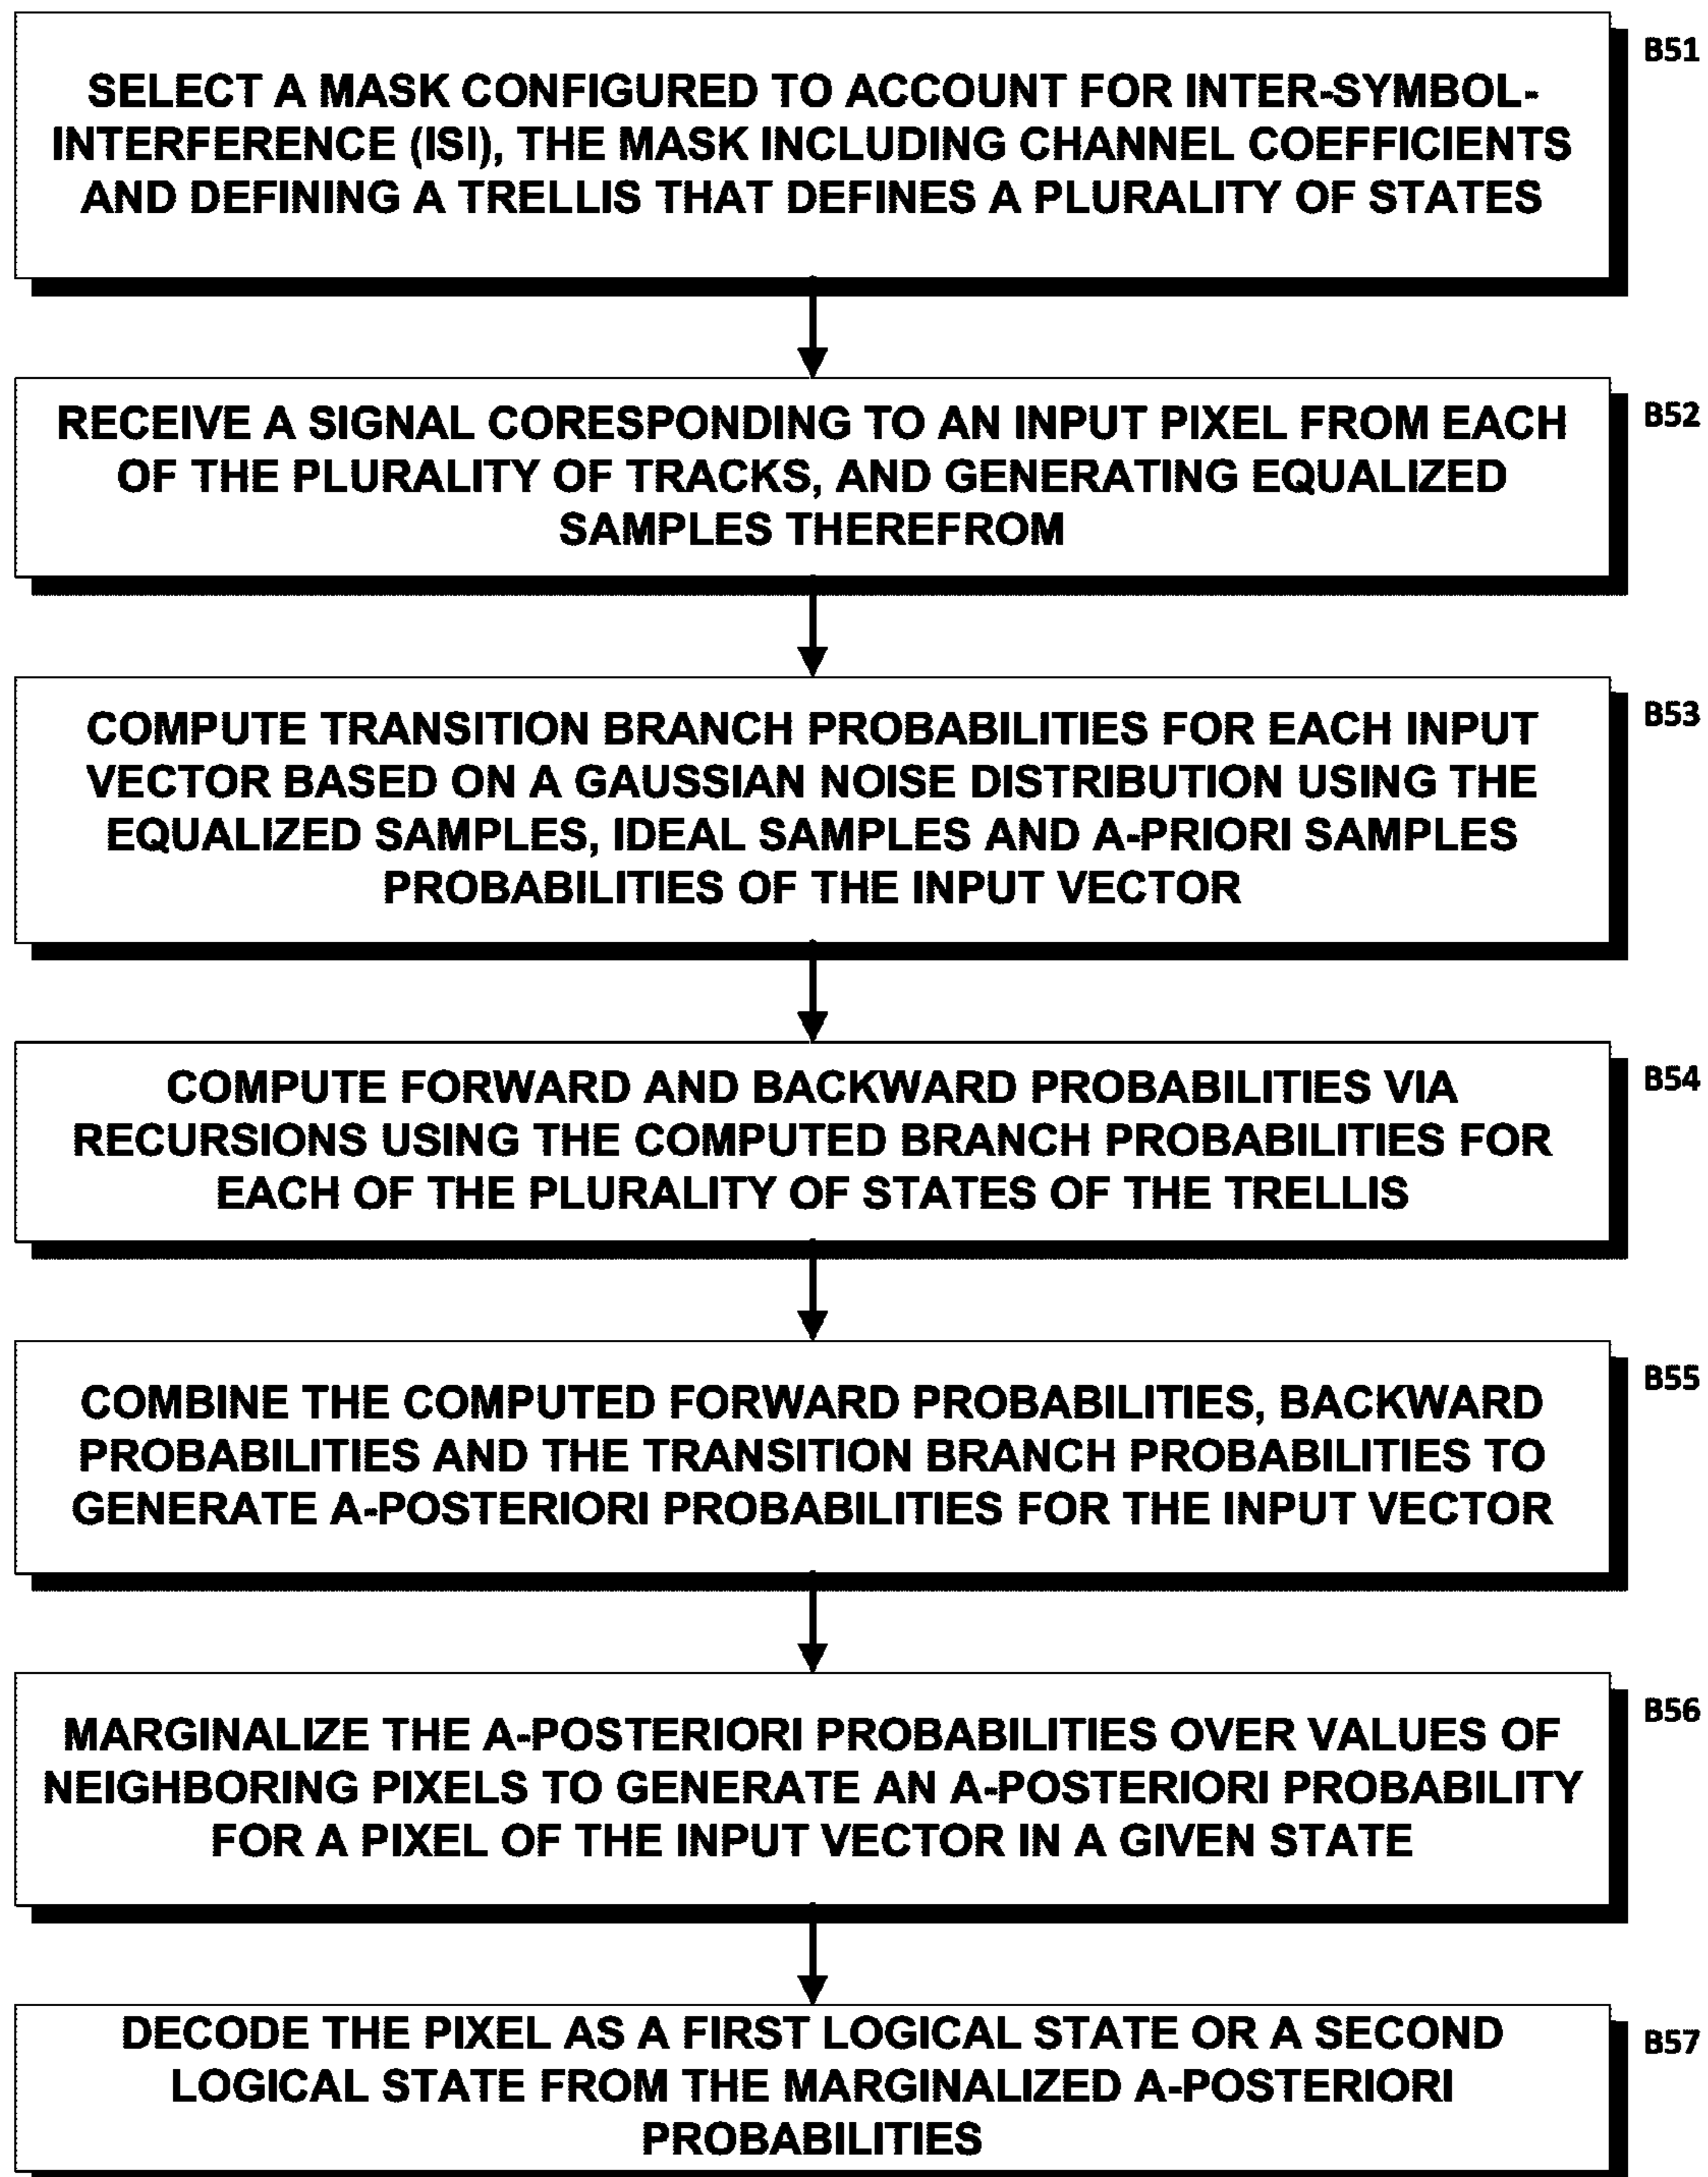 SELECT A MASK CONFIGURED TO ACCOUNT FOR INTER-SYMBOL-
INTERFERENCE (ISI), THE MASK INCLUDING CHANNEL COEFFICIENTS
AND DEFINING A TRELLIS THAT DEFINES A PLURALITY OF STATES
B51
RECEIVE A SIGNAL CORESPONDING TO AN INPUT PIXEL FROM EACH
OF THE PLURALITY OF TRACKS, AND GENERATING EQUALIZED
SAMPLES THEREFROM
B52
COMPUTE TRANSITION BRANCH PROBABILITIES FOR EACH INPUT
VECTOR BASED ON A GAUSSIAN NOISE DISTRIBUTION USING THE
EQUALIZED SAMPLES, IDEAL SAMPLES AND A-PRIORI SAMPLES
PROBABILITIES OF THE INPUT VECTOR
B53
COMPUTE FORWARD AND BACKWARD PROBABILITIES VIA
RECURSIONS USING THE COMPUTED BRANCH PROBABILITIES FOR
EACH OF THE PLURALITY OF STATES OF THE TRELLIS
B54
COMBINE THE COMPUTED FORWARD PROBABILITIES, BACKWARD
PROBABILITIES AND THE TRANSITION BRANCH PROBABILITIES TO
GENERATE A-POSTERIORI PROBABILITIES FOR THE INPUT VECTOR
B55
MARGINALIZE THE A-POSTERIORI PROBABILITIES OVER VALUES OF
NEIGHBORING PIXELS TO GENERATE AN A-POSTERIORI PROBABILITY
FOR A PIXEL OF THE INPUT VECTOR IN A GIVEN STATE
B56
DECODE THE PIXEL AS A FIRST LOGICAL STATE OR A SECOND
LOGICAL STATE FROM THE MARGINALIZED A-POSTERIORI
PROBABILITIES
B57